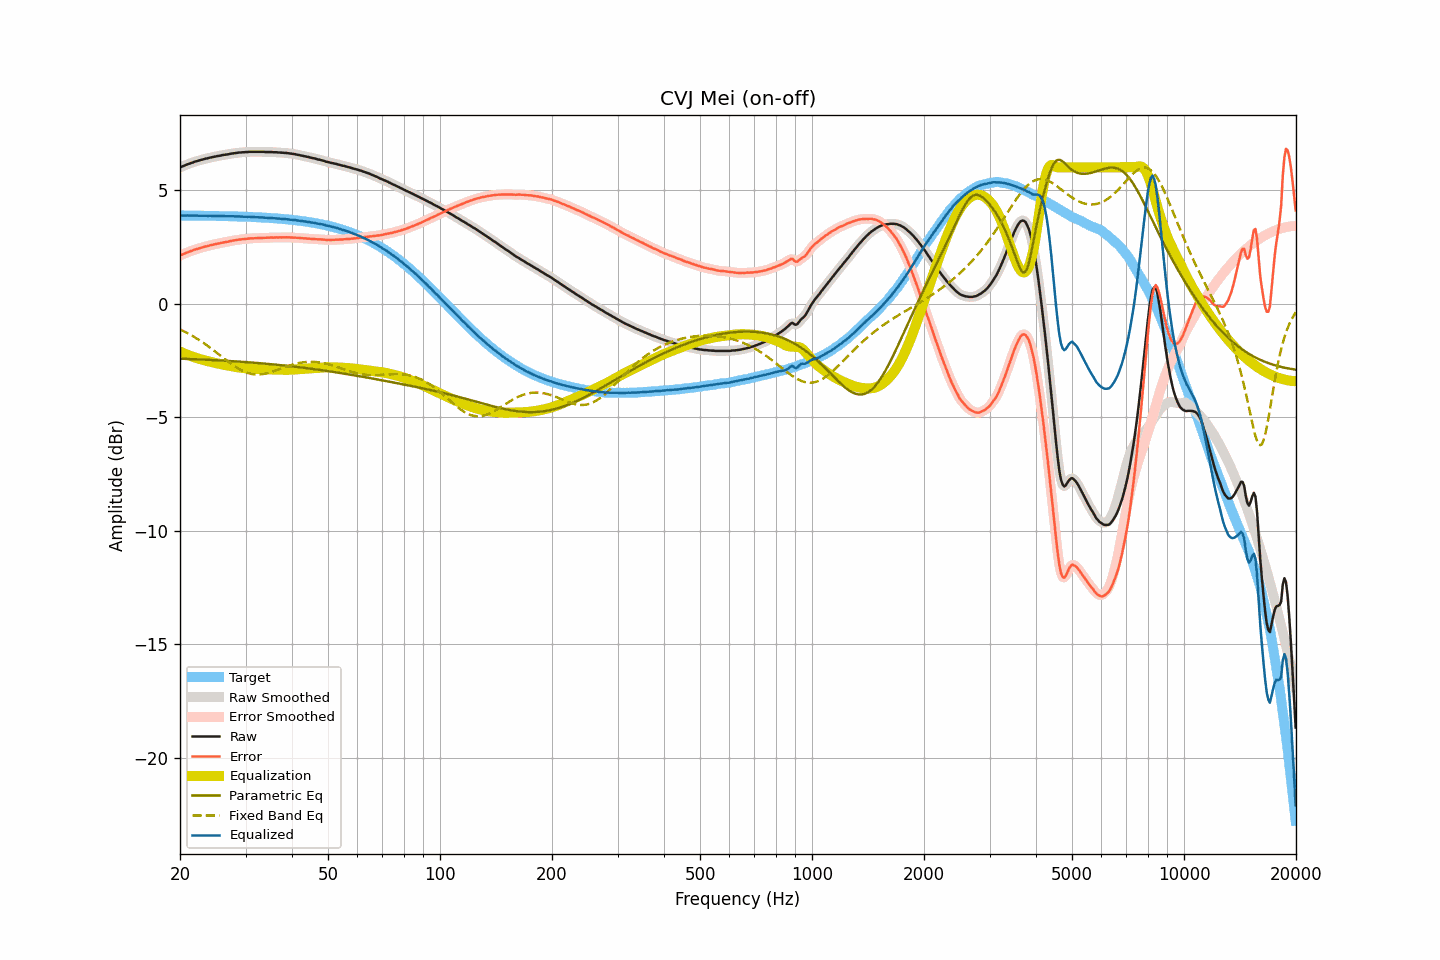 CVJ Mei (on-off)
Amplitude (dBr)
5
0
−5
−10
−15
−20
Target
Raw Smoothed
Error Smoothed
Raw
Error
Equalization
Parametric Eq
Fixed Band Eq
Equalized
20 50 100 200 500 1000 2000 5000 10000 20000
Frequency (Hz)